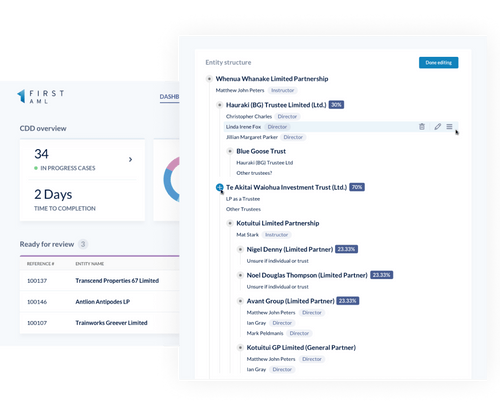 FIRST
AML
DASHB
CDD overview
34
IN PROGRESS CASES
2 Days
TIME TO COMPLETION
Ready for review 3
REFERENCE # ENTITY NAME
100137 Transcend Properties 67 Limited
100146 Antlion Antipodes LP
100107 Trainworks Greever Limited
Entity structure
Done editing
Whenua Whanake Limited Partnership
Matthew John Peters Instructor
Hauraki (BG) Trustee Limited (Ltd.) 30%
Christopher Charles Director
Linda Irene Fox Director
Jillian Margaret Parker Director
Blue Goose Trust
Hauraki (BG) Trustee Ltd
Other trustees?
Te Akitai Waiohua Investment Trust (Ltd.) 70%
LP as a Trustee
Other Trustees
Kotuitui Limited Partnership
Mat Stark Instructor
Nigel Denny (Limited Partner) 23.33%
Unsure if individual or trust
Noel Douglas Thompson (Limited Partner) 23.33%
Unsure if individual or trust
Avant Group (Limited Partner) 23.33%
Matthew John Peters Director
Ian Gray Director
Mark Peldmanis Director
Kotuitui GP Limited (General Partner)
Matthew John Peters Director
Ian Gray Director